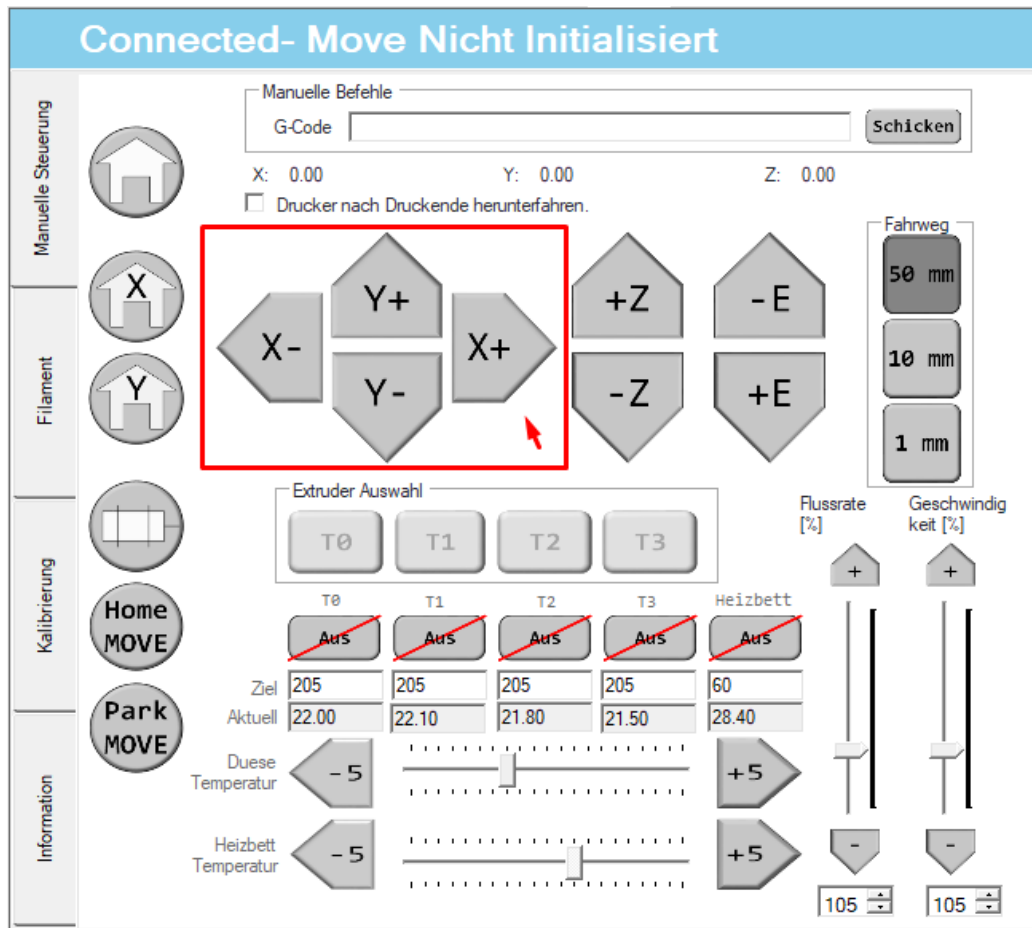 Connected- Move Nicht Initialisiert
Manuelle Steuerung
Filament
Kalibrierung
Information
Manuelle Befehle
G-Code
Schicken
X: 0.00 Y: 0.00 Z: 0.00
Drucker nach Druckende herunterfahren.
X
Y
Home
MOVE
Park
MOVE
Y+
X-
X+
Y-
+Z
-Z
-E
+E
Fahrweg
50 mm
10 mm
1 mm
Extruder Auswahl
T0 T1 T2 T3
T0 T1 T2 T3 Heizbett
Aus Aus Aus Aus Aus
Ziel 205 205 205 205 60
Aktuell 22.00 22.10 21.80 21.50 28.40
Duese
Temperatur
-5
+5
Heizbett
Temperatur
-5
+5
Flussrate
[%]
+
-
105
Geschwindig
keit [%]
+
-
105